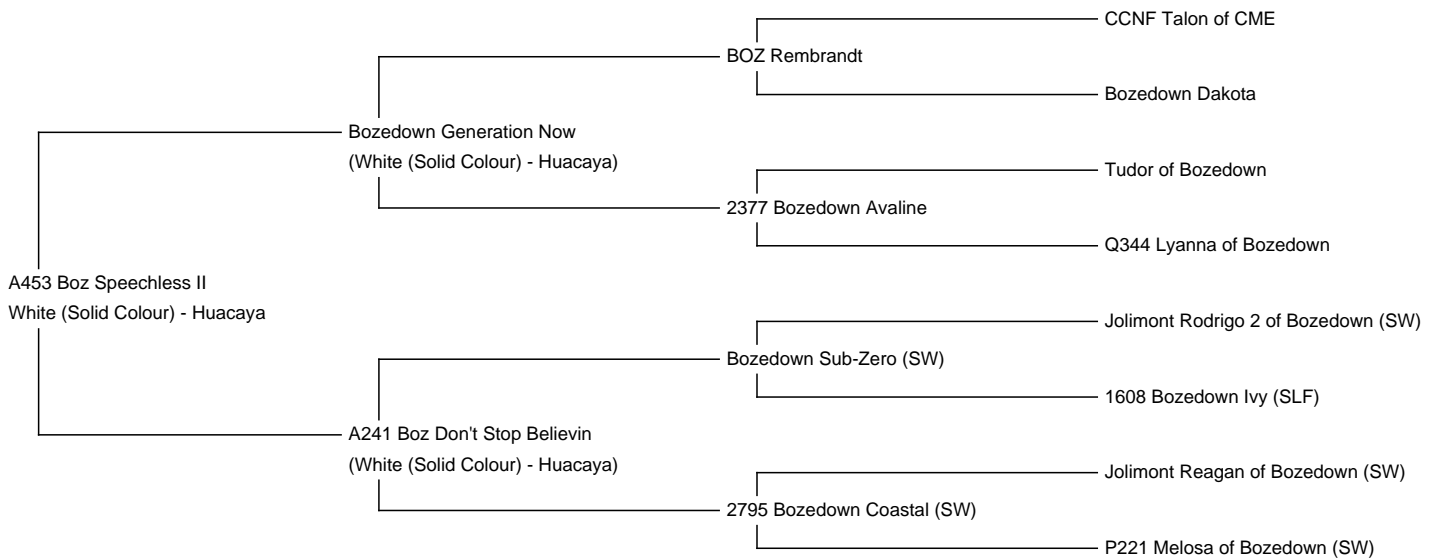 CCNF Talon of CME
BOZ Rembrandt
Bozedown Dakota
Bozedown Generation Now
(White (Solid Colour) - Huacaya)
Tudor of Bozedown
2377 Bozedown Avaline
Q344 Lyanna of Bozedown
A453 Boz Speechless II
White (Solid Colour) - Huacaya
Jolimont Rodrigo 2 of Bozedown (SW)
Bozedown Sub-Zero (SW)
1608 Bozedown Ivy (SLF)
A241 Boz Don't Stop Believin
(White (Solid Colour) - Huacaya)
Jolimont Reagan of Bozedown (SW)
2795 Bozedown Coastal (SW)
P221 Melosa of Bozedown (SW)